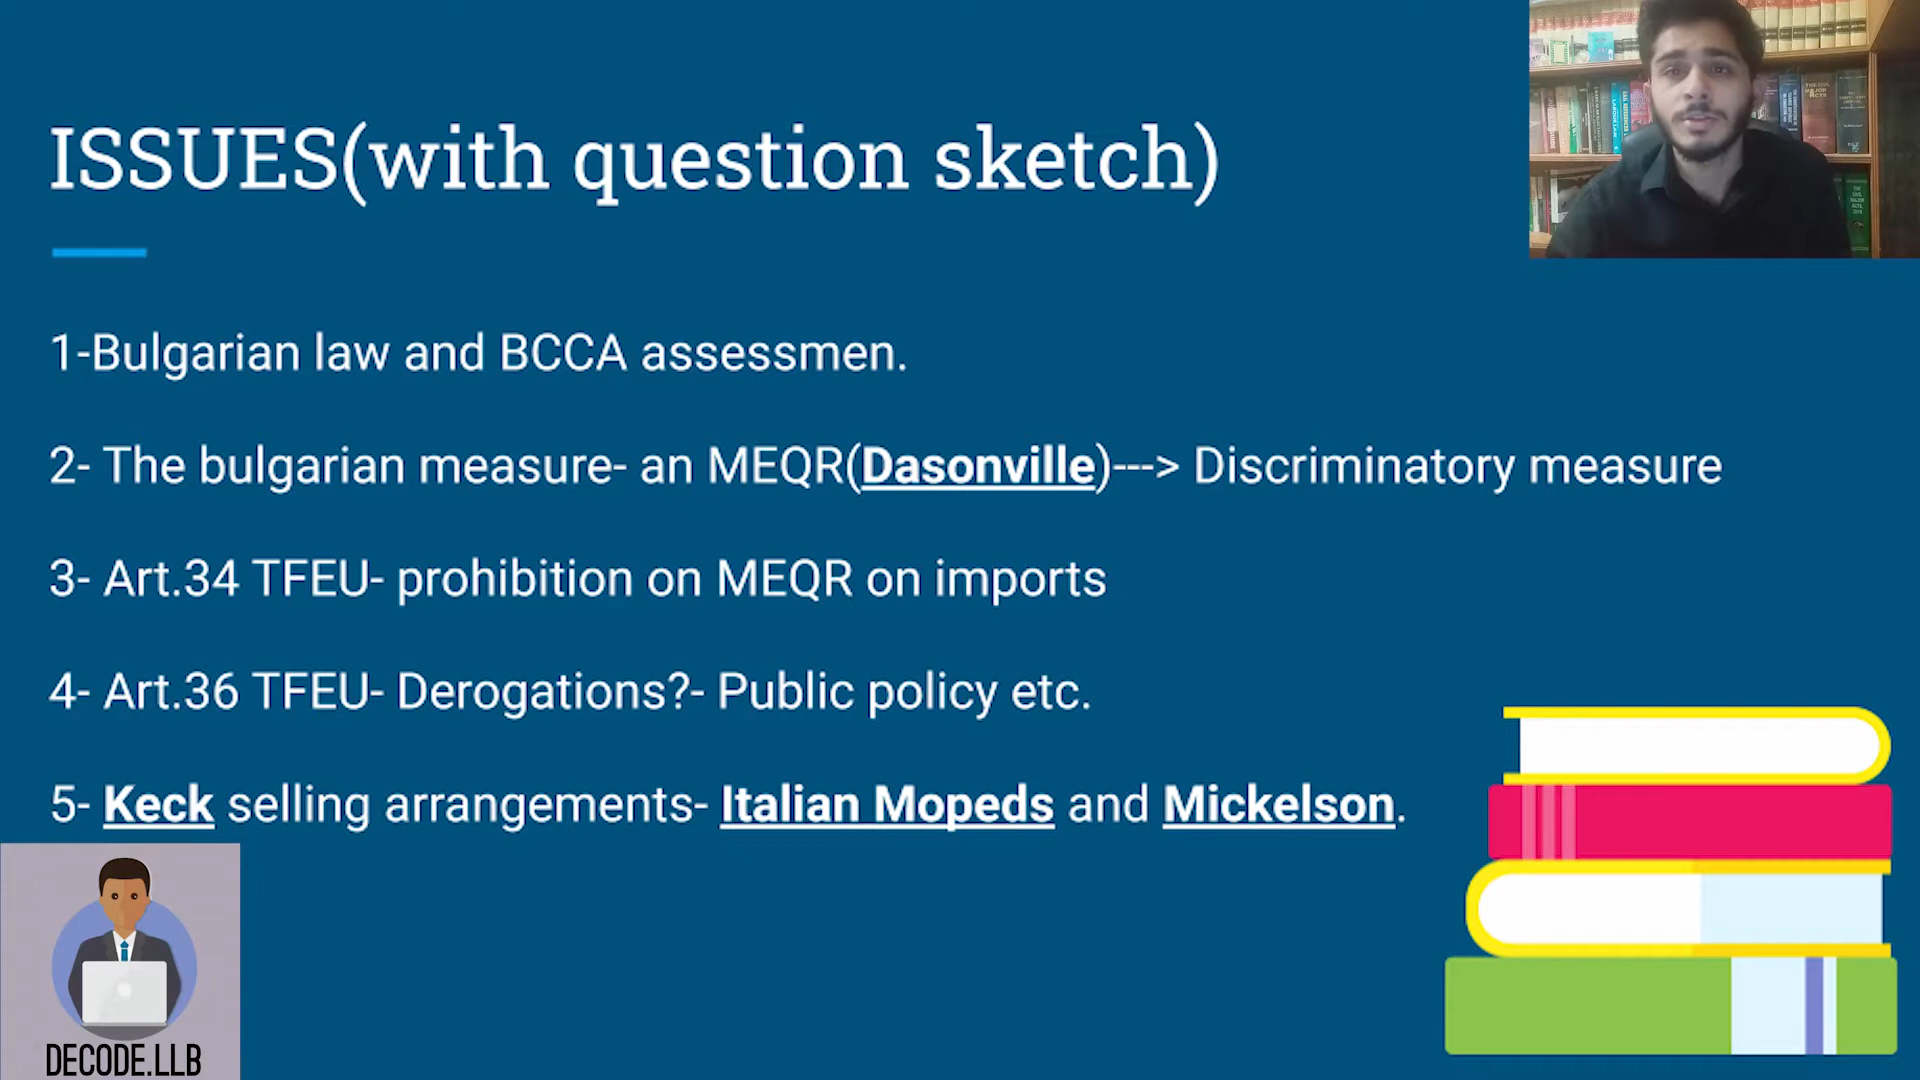 ISSUES(with question sketch)
1-Bulgarian law and BCCA assessmen.
2- The bulgarian measure- an MEQR(Dasonville)---> Discriminatory measure
3- Art.34 TFEU- prohibition on MEQR on imports
4- Art.36 TFEU- Derogations?- Public policy etc.
5- Keck selling arrangements- Italian Mopeds and Mickelson.
DECODE.LLB